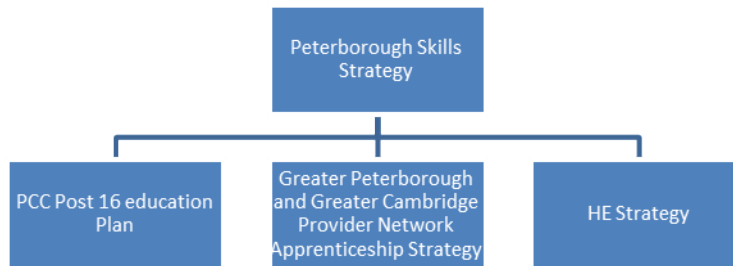 Peterborough Skills
Strategy
PCC Post 16 education
Plan
Greater Peterborough
and Greater Cambridge
Provider Network
Apprenticeship Strategy
HE Strategy